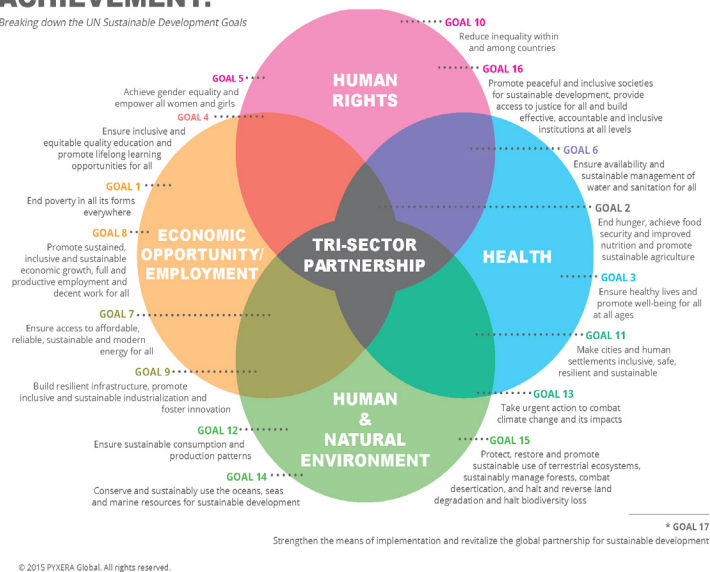 ACHIEVEMENT:
Breaking down the UN Sustainable Development Goals
GOAL 10
Reduce inequality within
and among countries
GOAL 16
Promote peaceful and inclusive societies
for sustainable development, provide
access to justice for all and build
effective, accountable and inclusive
institutions at all levels
GOAL 5
Achieve gender equality and
empower all women and girls
GOAL 4
Ensure inclusive and
equitable quality education and
promote lifelong learning
opportunities for all
GOAL 1
End poverty in all its forms
everywhere
GOAL 8
Promote sustained,
inclusive and sustainable
economic growth, full and
productive employment and
decent work for all
GOAL 7
Ensure access to affordable,
reliable, sustainable and modern
energy for all
GOAL 9
Build resilient infrastructure, promote
inclusive and sustainable industrialization and
foster innovation
GOAL 12
Ensure sustainable consumption and
production patterns
GOAL 14
Conserve and sustainably use the oceans, seas
and marine resources for sustainable development
HUMAN
RIGHTS
ECONOMIC
OPPORTUNITY/
EMPLOYMENT
TRI-SECTOR
PARTNERSHIP
HEALTH
HUMAN
&
NATURAL
ENVIRONMENT
GOAL 6
Ensure availability and
sustainable management of
water and sanitation for all
GOAL 2
End hunger, achieve food
security and improved
nutrition and promote
sustainable agriculture
GOAL 3
Ensure healthy lives and
promote well-being for all
at all ages
GOAL 11
Make cities and human
settlements inclusive, safe,
resilient and sustainable
GOAL 13
Take urgent action to combat
climate change and its impacts
GOAL 15
Protect, restore and promote
sustainable use of terrestrial ecosystems,
sustainably manage forests, combat
desertication, and halt and reverse land
degradation and halt biodiversity loss
* GOAL 17
Strengthen the means of implementation and revitalize the global partnership for sustainable development
© 2015 PYXERA Global. All rights reserved.